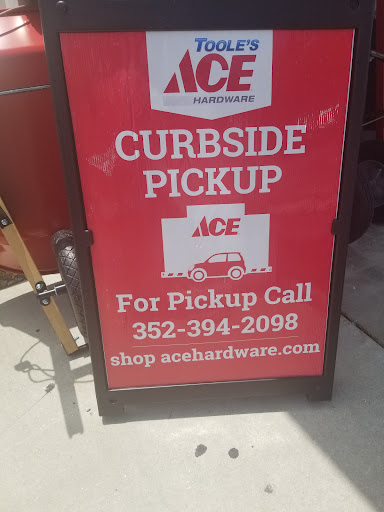 TOOLE'S
ACE
HARDWARE
CURBSIDE
PICKUP
ACE
For Pickup Call
352-394-2098
shop acehardware.com